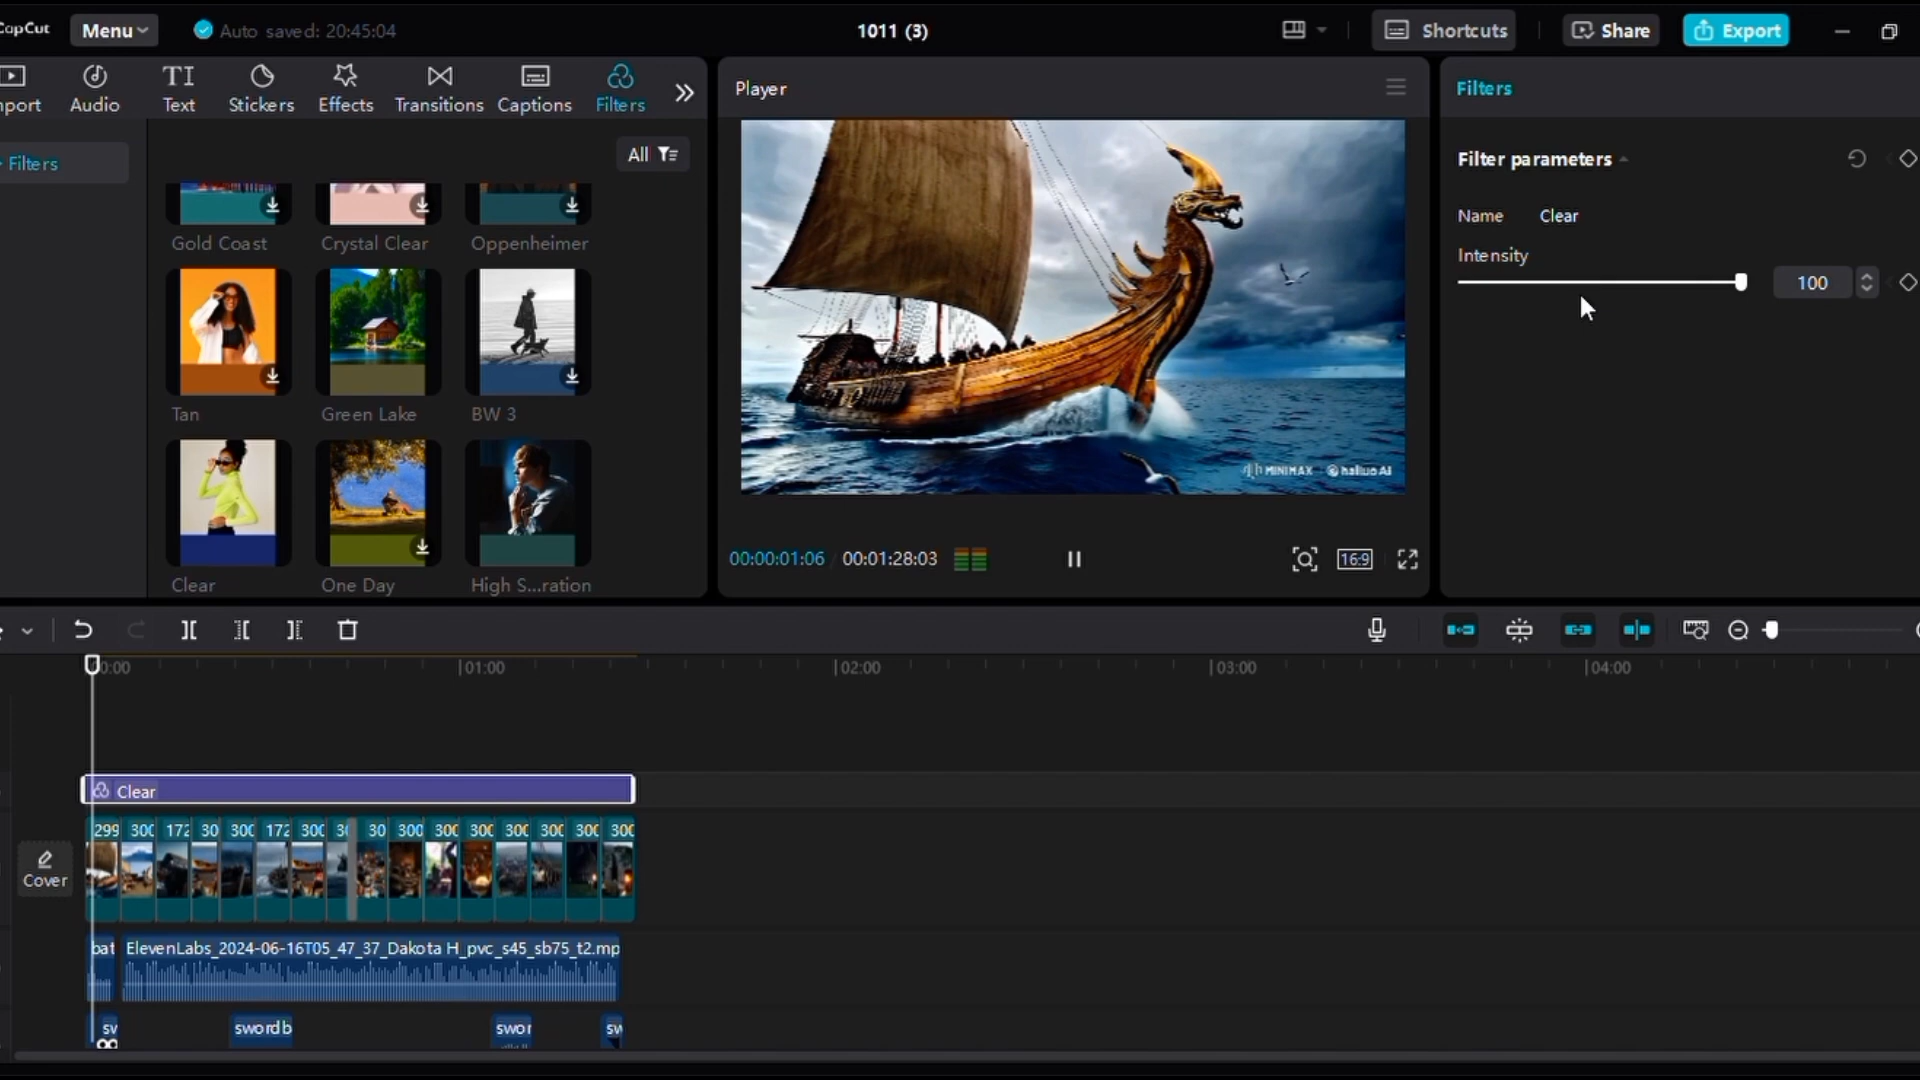 CapCut
Menu
Auto saved: 20:45:04
1011 (3)
Shortcuts
Share
Export
Audio
TI
Text
Stickers
Effects
Transitions
Captions
Filters
Player
Filters
Filters
All
Filter parameters
Name
Clear
Intensity
100
Gold Coast
Crystal Clear
Oppenheimer
Tan
Green Lake
BW 3
Clear
One Day
High S...ration
MINIMAX
hailuo AI
00:00:01:06
00:01:28:03
16:9
00:00
01:00
02:00
03:00
04:00
Clear
299
300
172
30
300
172
300
30
300
300
300
300
300
300
300
Cover
bat
ElevenLabs_2024-06-16T05_47_37_Dakota H_pvc_s45_sb75_t2.mp
sw
swordb
swor
sw